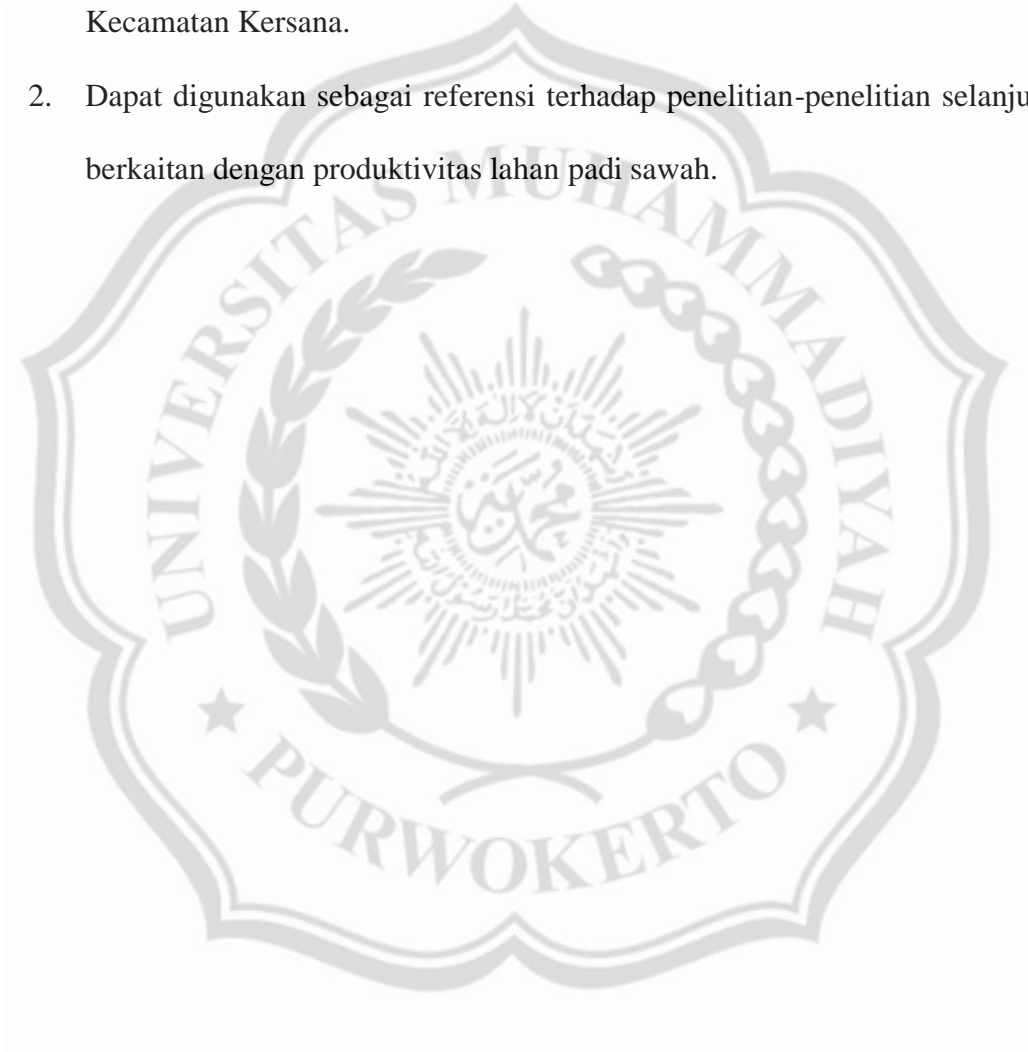 Kecamatan Kersana.
2. Dapat digunakan sebagai referensi terhadap penelitian-penelitian selanju
berkaitan dengan produktivitas lahan padi sawah.
UNIVERSITAS MUHAMMADIYAH
PURWOKERTO
محمد